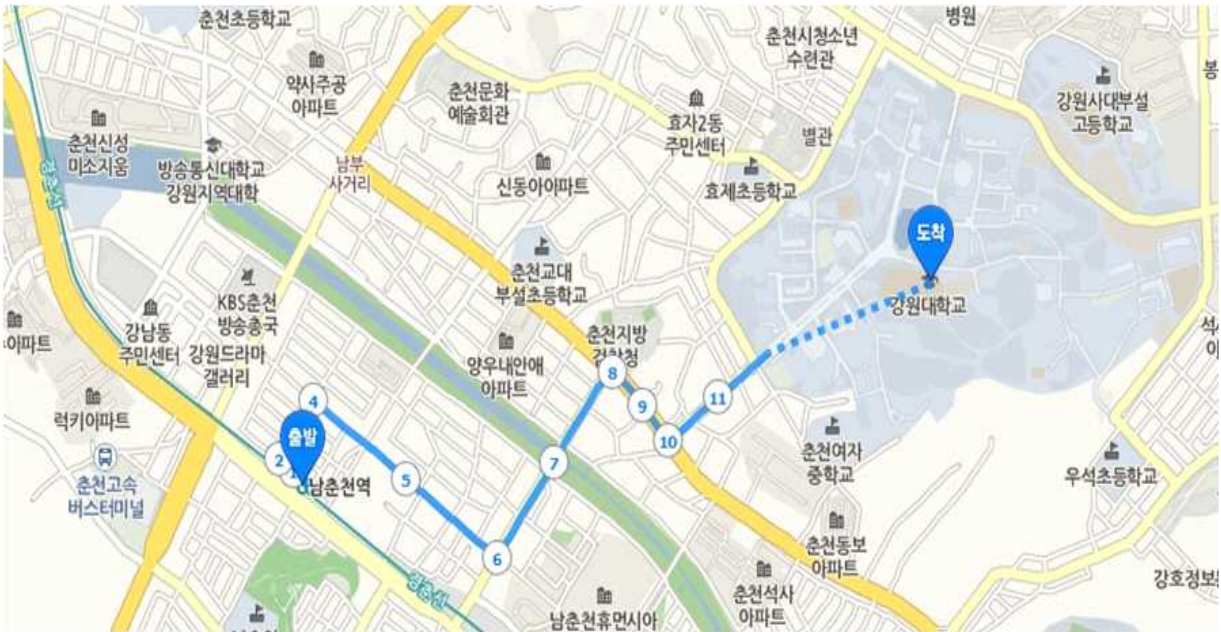 춘천초등학교
병원
춘천시청소년
수련관
약사주공
아파트
춘천문화
예술회관
강원사대부설
고등학교
봉
효자2동
주민센터
별관
춘천신성
미소지움
방송통신대학교
강원지역대학
남부
사거리
신동아아파트
효제초등학교
경춘선
도착
강원대학교
춘천교대
부설초등학교
KBS춘천
방송총국
강남동
주민센터
강원드라마
갤러리
춘천지방
검찰청
양우내안애
아파트
아파트
석사
럭키아파트
4
8
9
11
출발
10
2
1
남춘천역
5
7
6
춘천고속
버스터미널
춘천여자
중학교
우석초등학교
춘천동보
아파트
춘천석사
아파트
경춘선
남춘천휴먼시아
강호정보